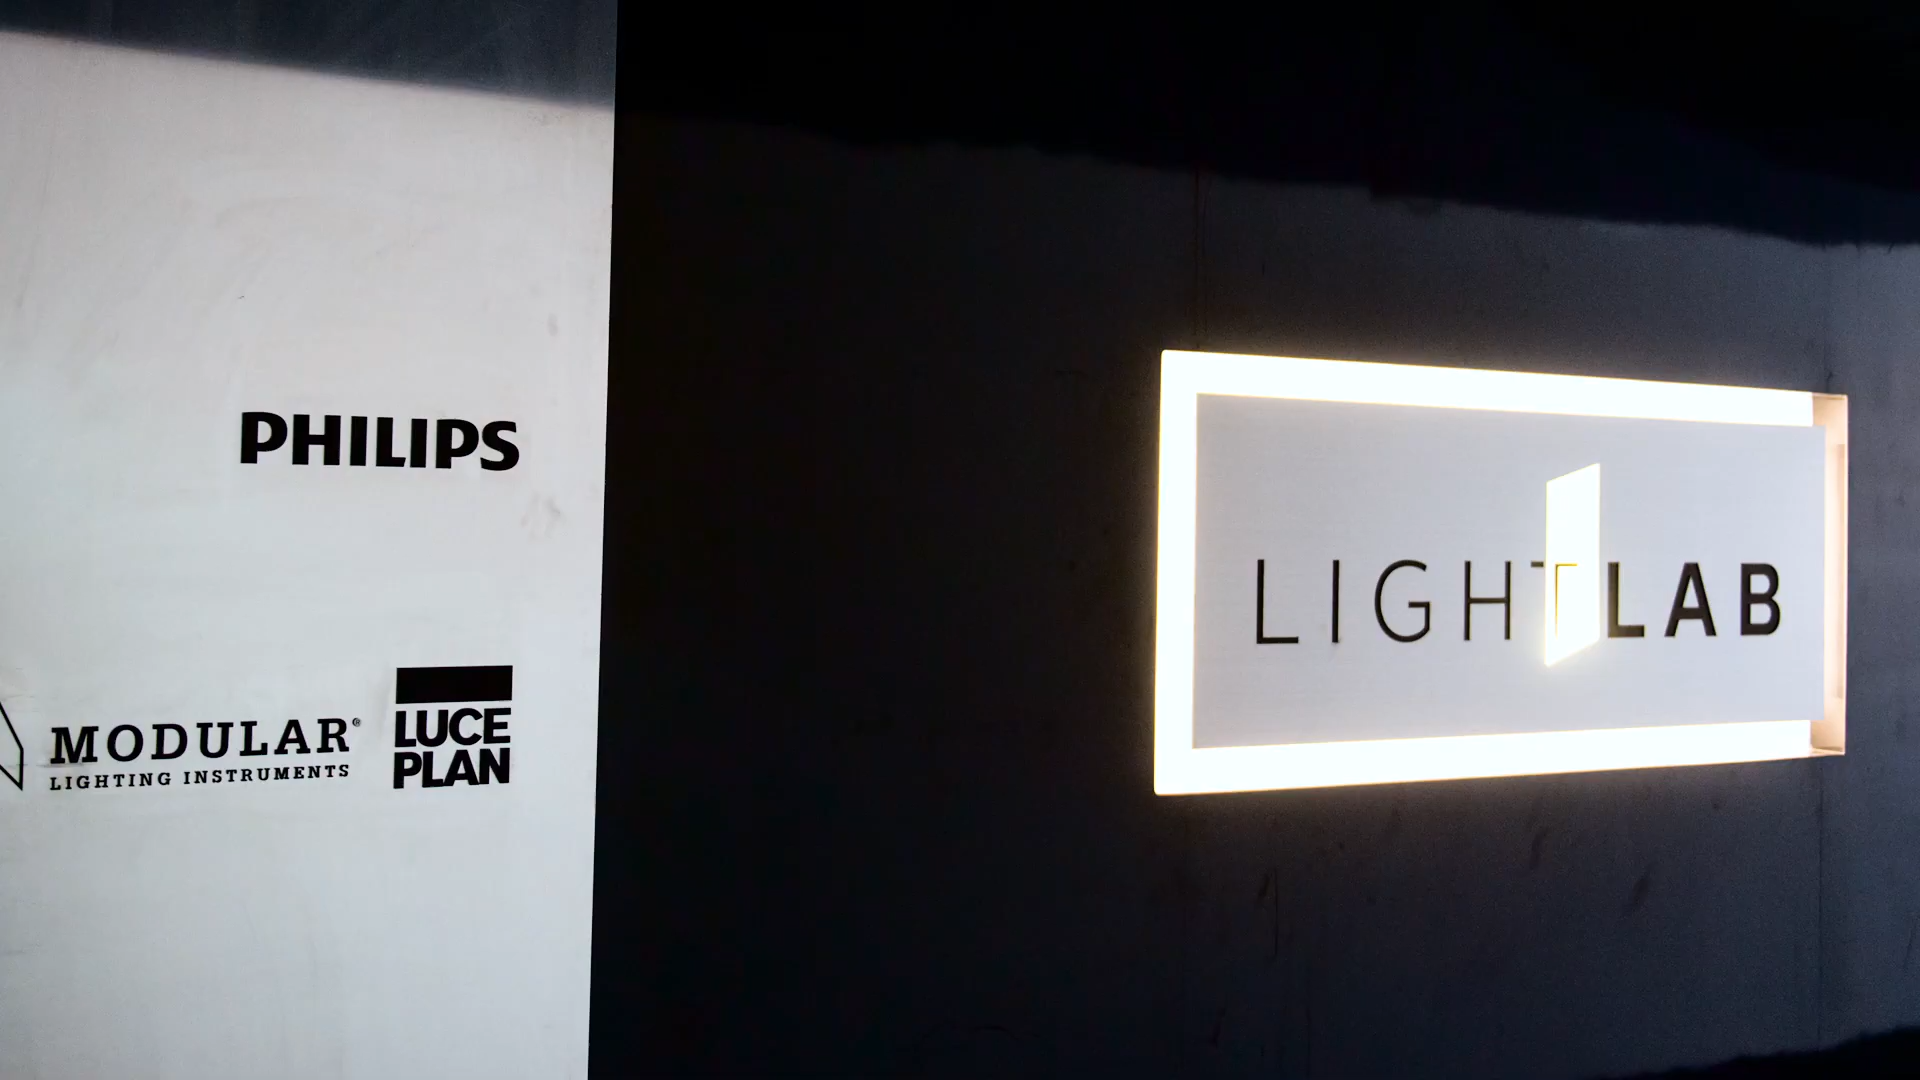 PHILIPS
MODULAR®
LIGHTING INSTRUMENTS
LUCE
PLAN
LIGHTLAB